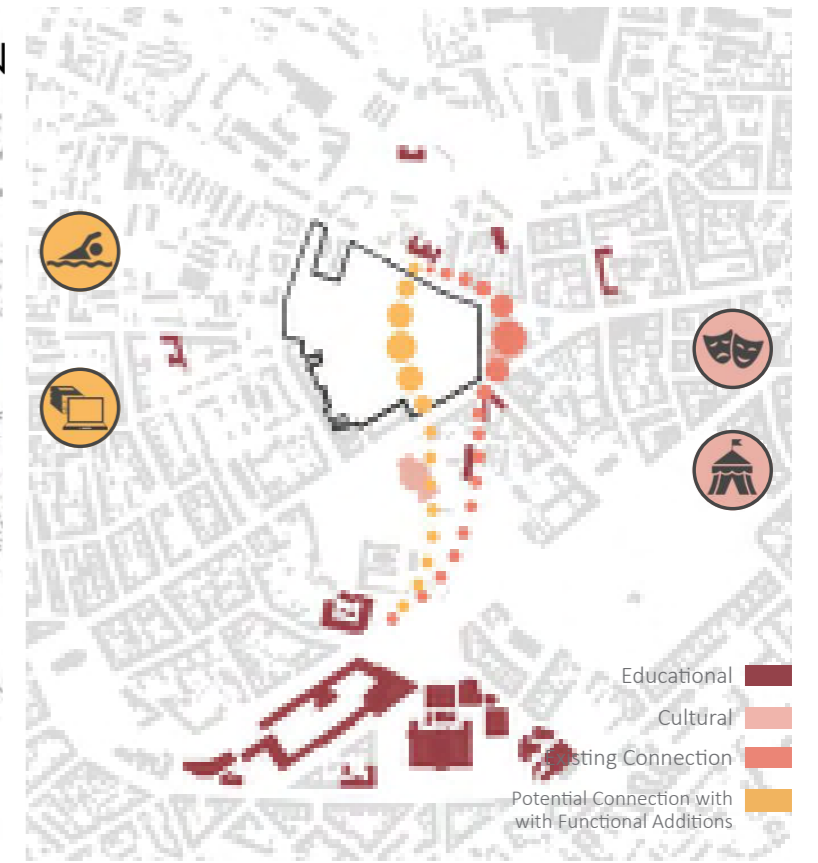 N
Educational
Cultural
Existing Connection
Potential Connection with
with Functional Additions